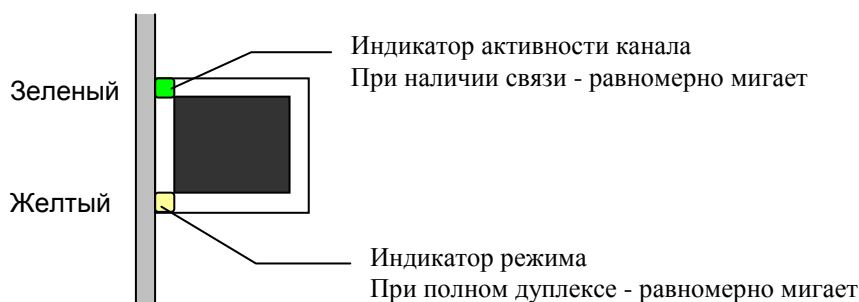 Индикатор активности канала
При наличии связи - равномерно мигает
Зеленый
Желтый
Индикатор режима
При полном дуплексе - равномерно мигает